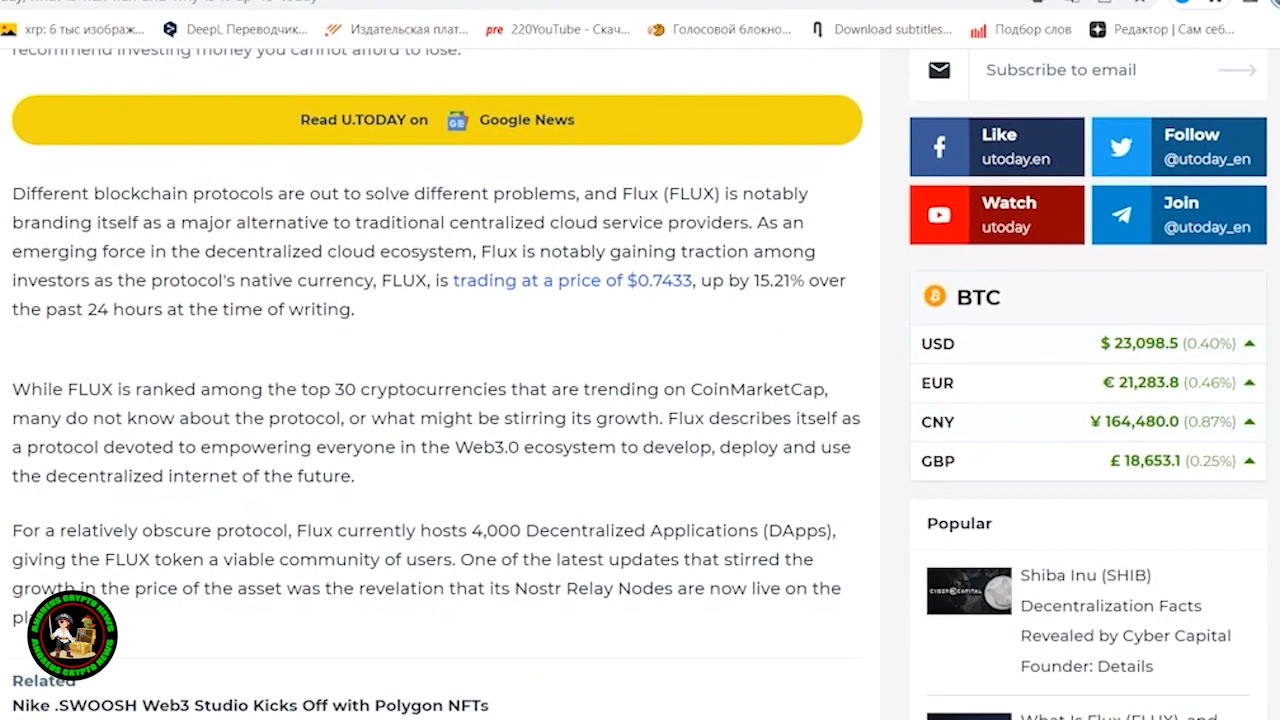 xrp: 6 тыс изображ...
DeepL Переводчик...
Издательская плат...
pre 220YouTube - Скач...
Голосовой блокно...
Download subtitles...
Подбор слов
Редактор | Сам себ...
recommend investing money you cannot afford to lose.
Read U.TODAY on Google News
Different blockchain protocols are out to solve different problems, and Flux (FLUX) is notably
branding itself as a major alternative to traditional centralized cloud service providers. As an
emerging force in the decentralized cloud ecosystem, Flux is notably gaining traction among
investors as the protocol's native currency, FLUX, is trading at a price of $0.7433, up by 15.21% over
the past 24 hours at the time of writing.
While FLUX is ranked among the top 30 cryptocurrencies that are trending on CoinMarketCap,
many do not know about the protocol, or what might be stirring its growth. Flux describes itself as
a protocol devoted to empowering everyone in the Web3.0 ecosystem to develop, deploy and use
the decentralized internet of the future.
For a relatively obscure protocol, Flux currently hosts 4,000 Decentralized Applications (DApps),
giving the FLUX token a viable community of users. One of the latest updates that stirred the
growth in the price of the asset was the revelation that its Nostr Relay Nodes are now live on the
ANDREUS CRYPTO NEWS
ANDREUS CRYPTO NEWS
Related
Nike .SWOOSH Web3 Studio Kicks Off with Polygon NFTs
Subscribe to email
Like
utoday.en
Follow
@utoday_en
Watch
utoday
Join
@utoday_en
BTC
USD $ 23,098.5 (0.40%)
EUR € 21,283.8 (0.46%)
CNY ¥ 164,480.0 (0.87%)
GBP £ 18,653.1 (0.25%)
Popular
CYBER CAPITAL
Shiba Inu (SHIB)
Decentralization Facts
Revealed by Cyber Capital
Founder: Details
What Is Flux (FLUX), and